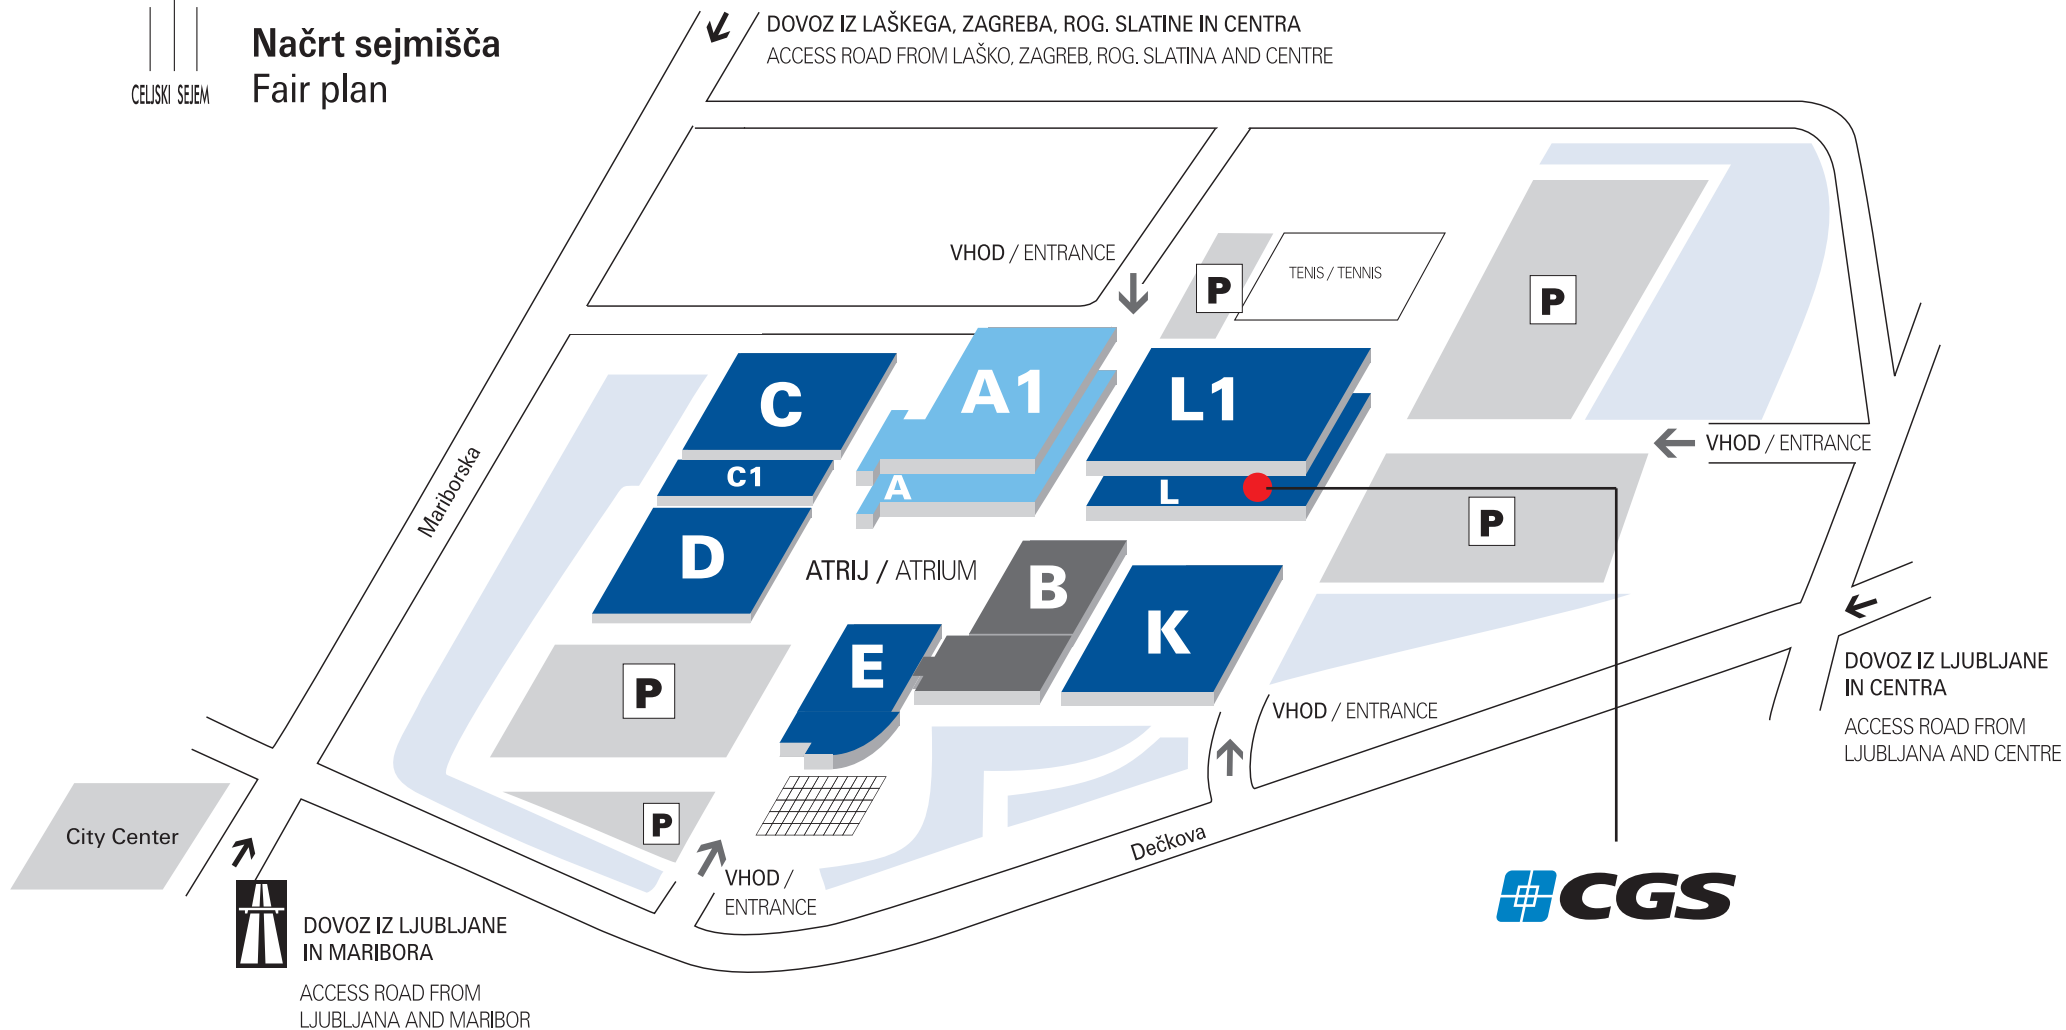 CELJSKI SEJEM
Načrt sejmišča
Fair plan
DOVOZ IZ LAŠKEGA, ZAGREBA, ROG. SLATINE IN CENTRA
ACCESS ROAD FROM LAŠKO, ZAGREB, ROG. SLATINA AND CENTRE
VHOD / ENTRANCE
P
TENIS / TENNIS
P
C
A1
L1
VHOD / ENTRANCE
C1
A
L
P
Mariborska
D
ATRIJ / ATRIUM
B
K
E
P
DOVOZ IZ LJUBLJANE
IN CENTRA
ACCESS ROAD FROM
LJUBLJANA AND CENTRE
VHOD / ENTRANCE
City Center
P
Dečkova
VHOD /
ENTRANCE
CGS
DOVOZ IZ LJUBLJANE
IN MARIBORA
ACCESS ROAD FROM
LJUBLJANA AND MARIBOR